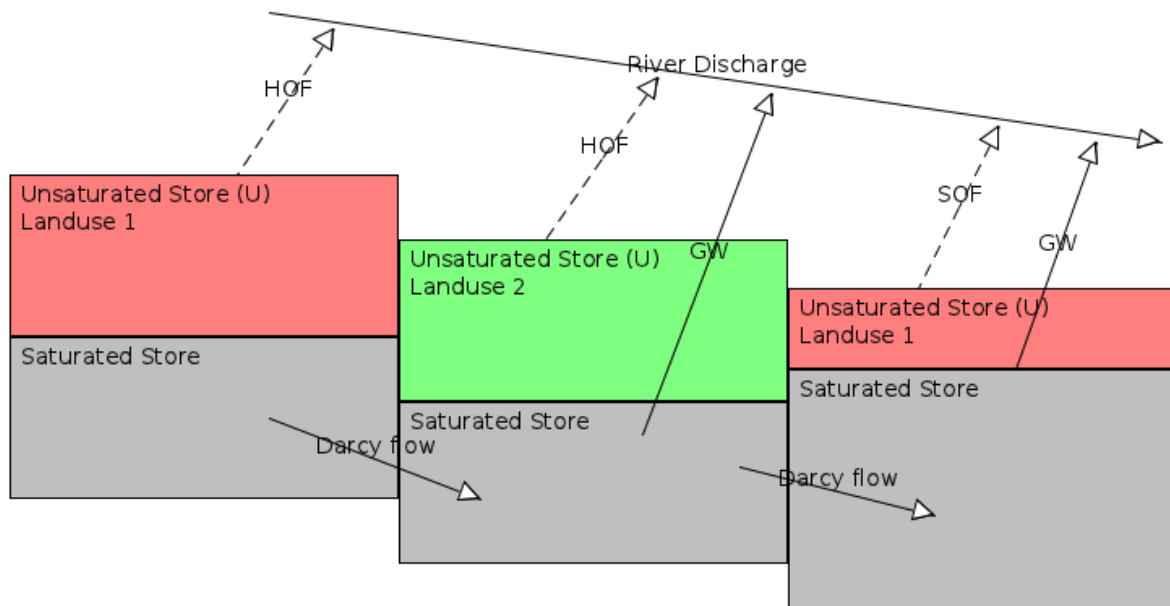 River Discharge
HOF
HOF
SOF
GW
GW
Unsaturated Store (U)
Landuse 1
Unsaturated Store (U)
Landuse 2
Unsaturated Store (U)
Landuse 1
Saturated Store
Saturated Store
Saturated Store
Darcy flow
Darcy flow